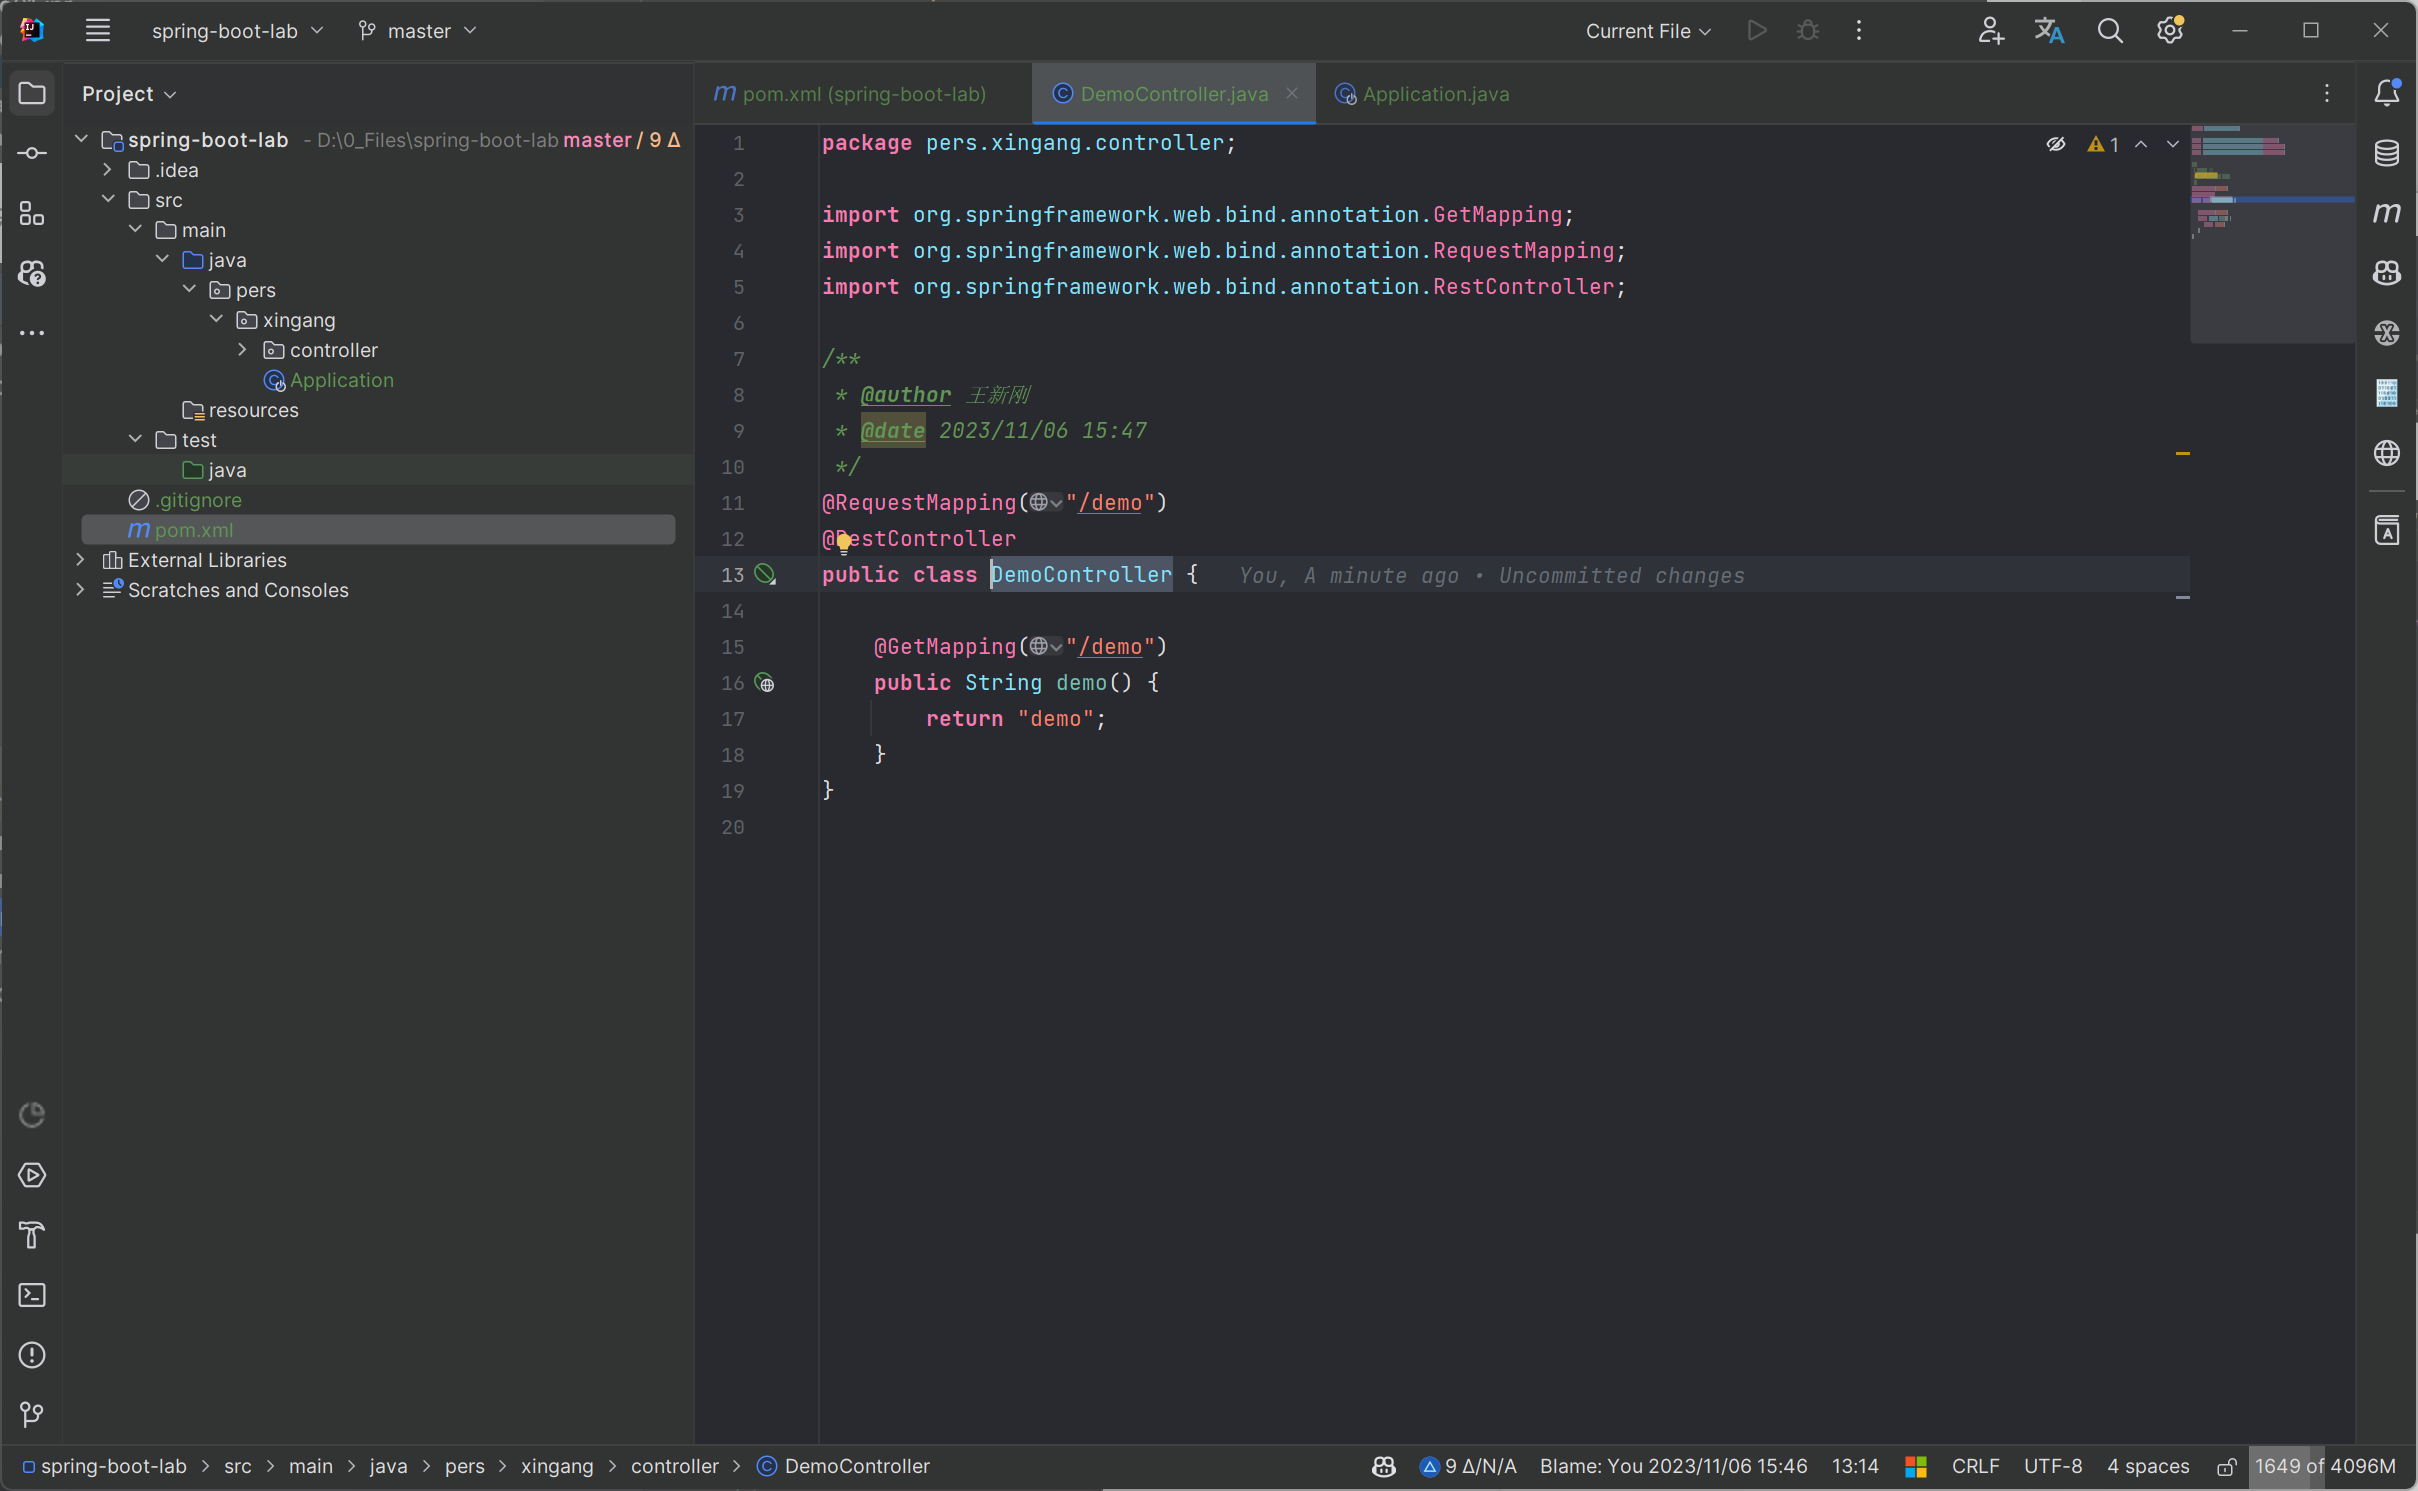 spring-boot-lab
master
Current File
Project
pom.xml (spring-boot-lab)
DemoController.java
Application.java
spring-boot-lab - D:\0_Files\spring-boot-lab master / 9 Δ
.idea
src
main
java
pers
xingang
controller
Application
resources
test
java
.gitignore
pom.xml
External Libraries
Scratches and Consoles
1 package pers.xingang.controller;
2
3 import org.springframework.web.bind.annotation.GetMapping;
4 import org.springframework.web.bind.annotation.RequestMapping;
5 import org.springframework.web.bind.annotation.RestController;
6
7 /**
8 * @author 王新刚
9 * @date 2023/11/06 15:47
10 */
11 @RequestMapping("/demo")
12 @RestController
13 public class DemoController { You, A minute ago • Uncommitted changes
14
15 @GetMapping("/demo")
16 public String demo() {
17 return "demo";
18 }
19 }
20
1
spring-boot-lab > src > main > java > pers > xingang > controller > DemoController
9 Δ/N/A
Blame: You 2023/11/06 15:46
13:14
CRLF
UTF-8
4 spaces
1649 of 4096M